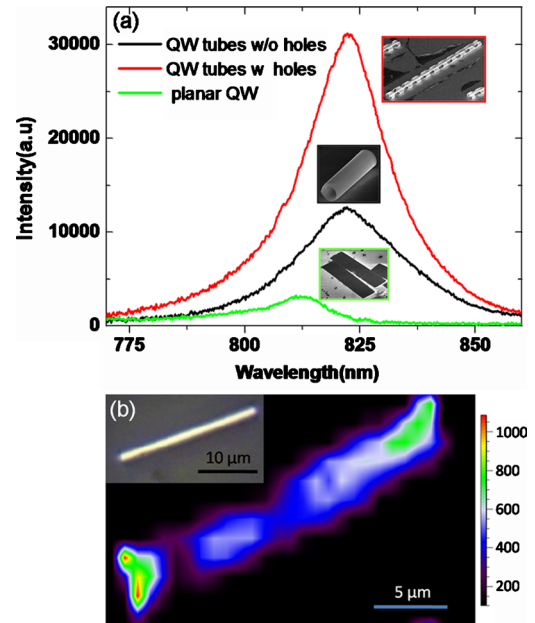 (a)
QW tubes w/o holes
QW tubes w holes
planar QW
Intensity(a.u)
30000
20000
10000
0
775
800
825
850
Wavelength(nm)
(b)
10 µm
5 µm
1000
800
600
400
200